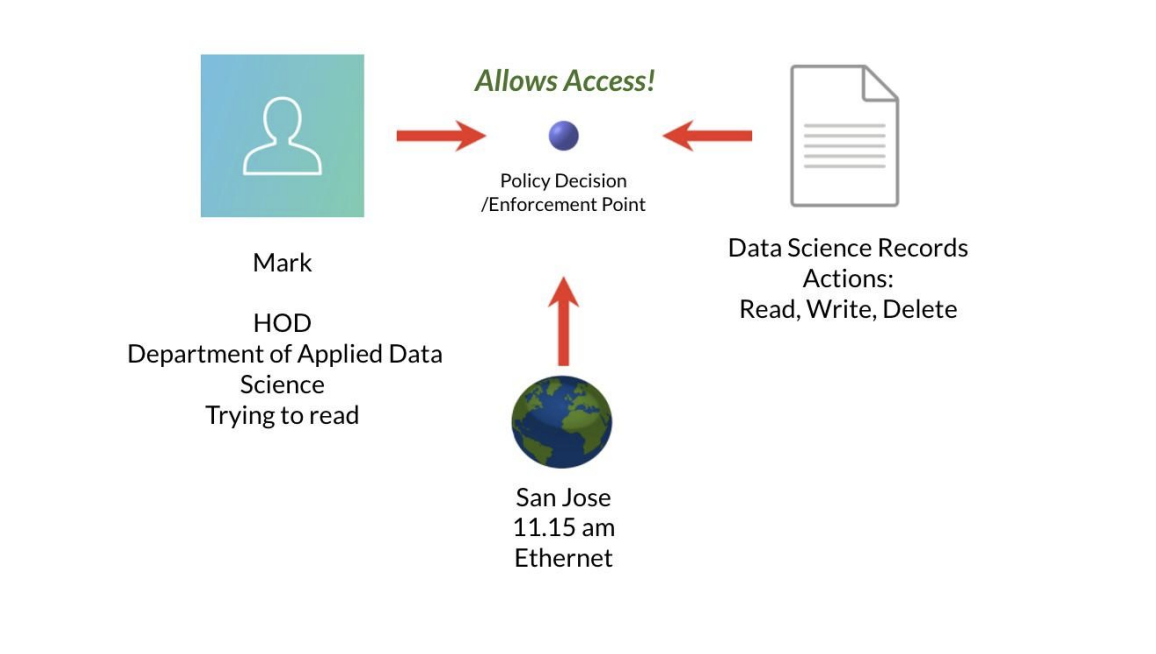 Allows Access!
Policy Decision
/Enforcement Point
Mark
HOD
Department of Applied Data
Science
Trying to read
Data Science Records
Actions:
Read, Write, Delete
San Jose
11.15 am
Ethernet